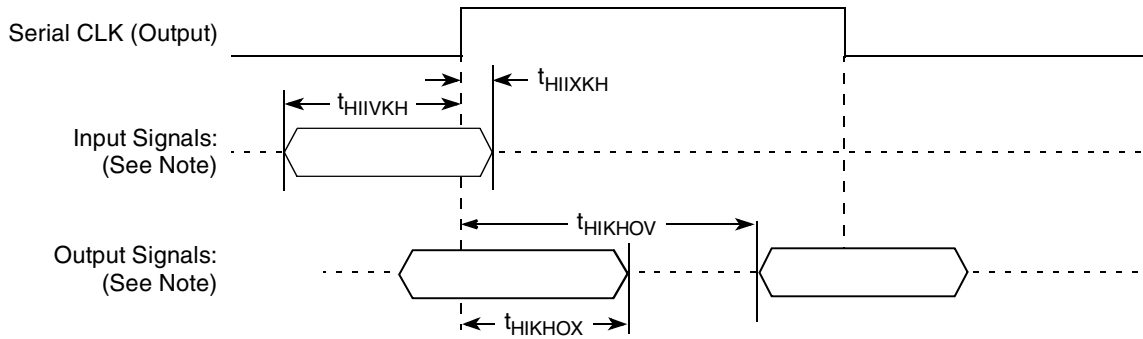 Serial CLK (Output)
tHIIXKH
tHIIVKH
Input Signals:
(See Note)
tHIKHOV
Output Signals:
(See Note)
tHIKHOX